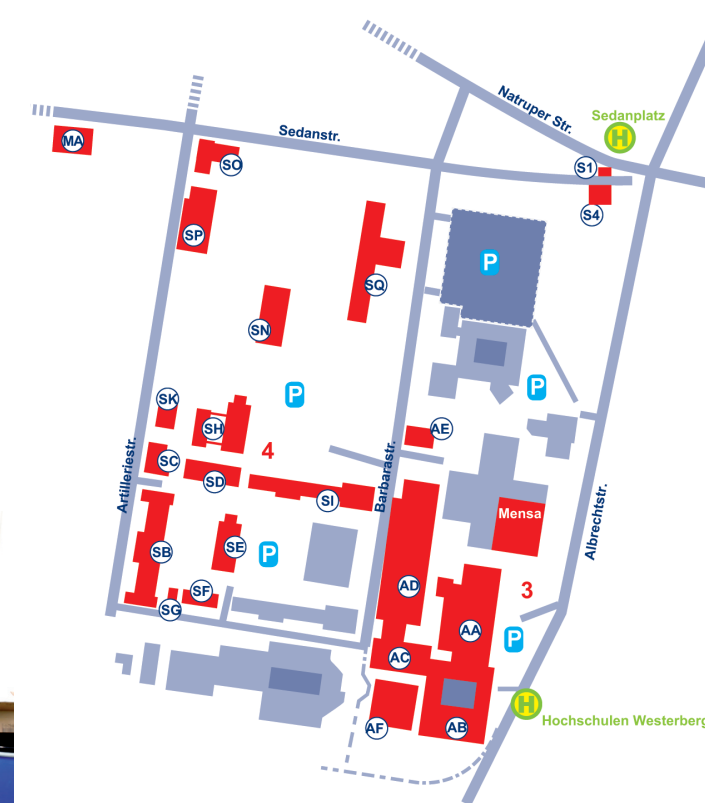 Natruper Str.
Sedanplatz
H
Sedanstr.
MA
SO
S1
S4
SP
P
SQ
SN
P
P
SK
SH
AE
4
SC
SD
SI
Artilleriestr.
Barbarastr.
Albrechtstr.
Mensa
SB
SE
P
AD
3
SF
SG
AA
P
AC
H
Hochschulen Westerberg
AF
AB